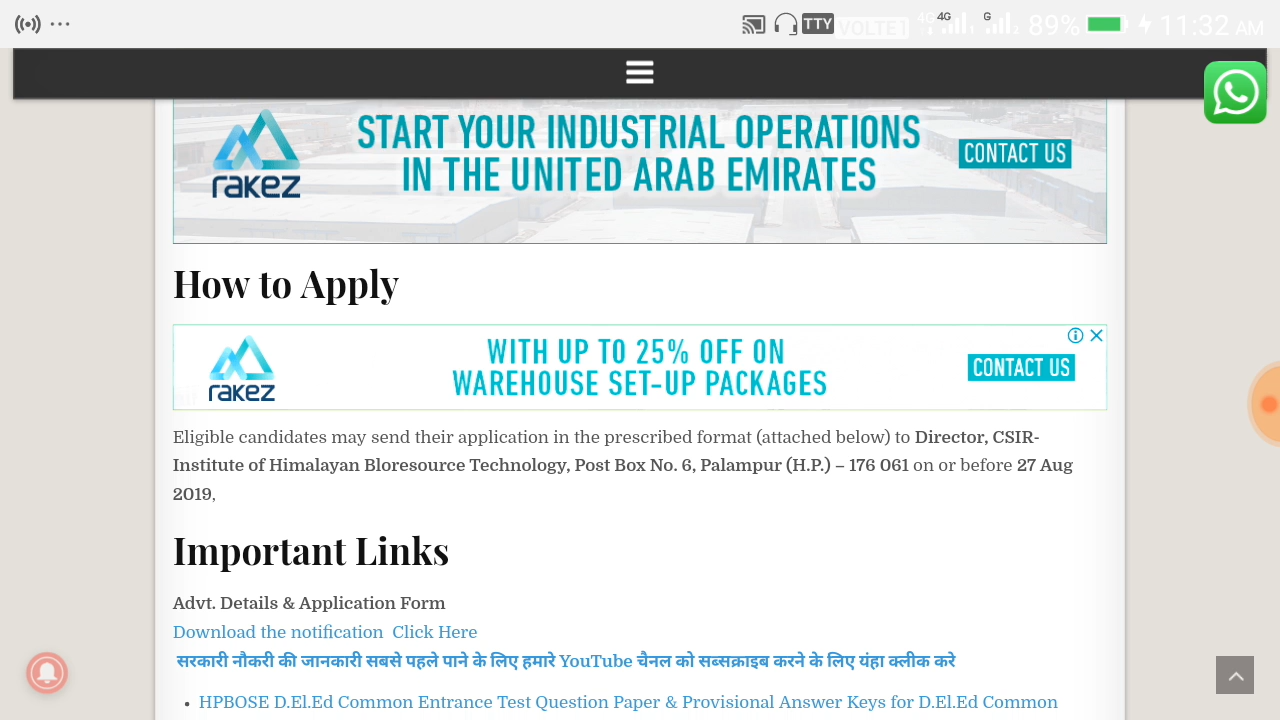 TTY VOLTE1 4G 4G G 89% 11:32 AM
rakez START YOUR INDUSTRIAL OPERATIONS IN THE UNITED ARAB EMIRATES CONTACT US
How to Apply
rakez WITH UP TO 25% OFF ON WAREHOUSE SET-UP PACKAGES CONTACT US
Eligible candidates may send their application in the prescribed format (attached below) to Director, CSIR-
Institute of Himalayan Bloresource Technology, Post Box No. 6, Palampur (H.P.) – 176 061 on or before 27 Aug
2019,
Important Links
Advt. Details & Application Form
Download the notification  Click Here
सरकारी नौकरी की जानकारी सबसे पहले पाने के लिए हमारे YouTube चैनल को सब्सक्राइब करने के लिए यंहा क्लीक करे
• HPBOSE D.El.Ed Common Entrance Test Question Paper & Provisional Answer Keys for D.El.Ed Common